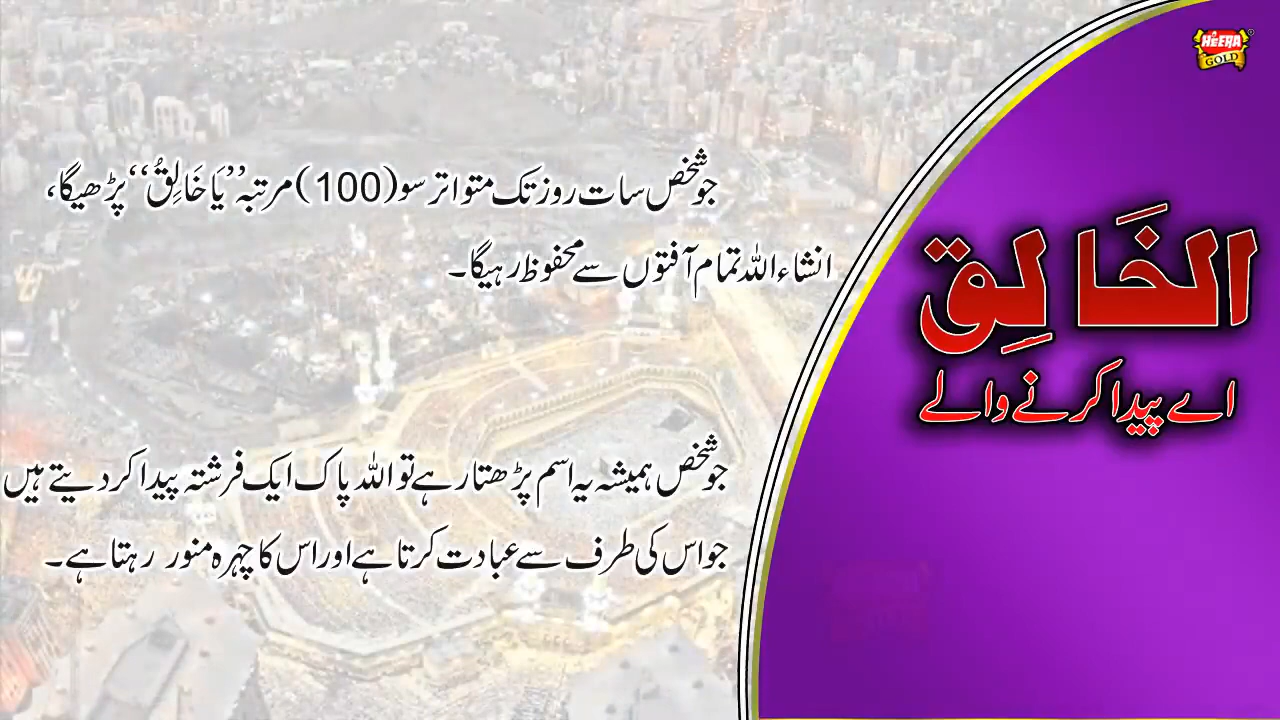 HEERA
GOLD
الخَالِق
اے پیدا کرنے والے
جو شخص سات روز تک متواتر سو (100) مرتبہ ’’یَا خَالِقُ‘‘ پڑھیگا،
انشاء اللہ تمام آفتوں سے محفوظ رہیگا۔
جو شخص ہمیشہ یہ اسم پڑھتا رہے تو اللہ پاک ایک فرشتہ پیدا کر دیتے ہیں
جو اس کی طرف سے عبادت کرتا ہے اور اس کا چہرہ منور رہتا ہے۔